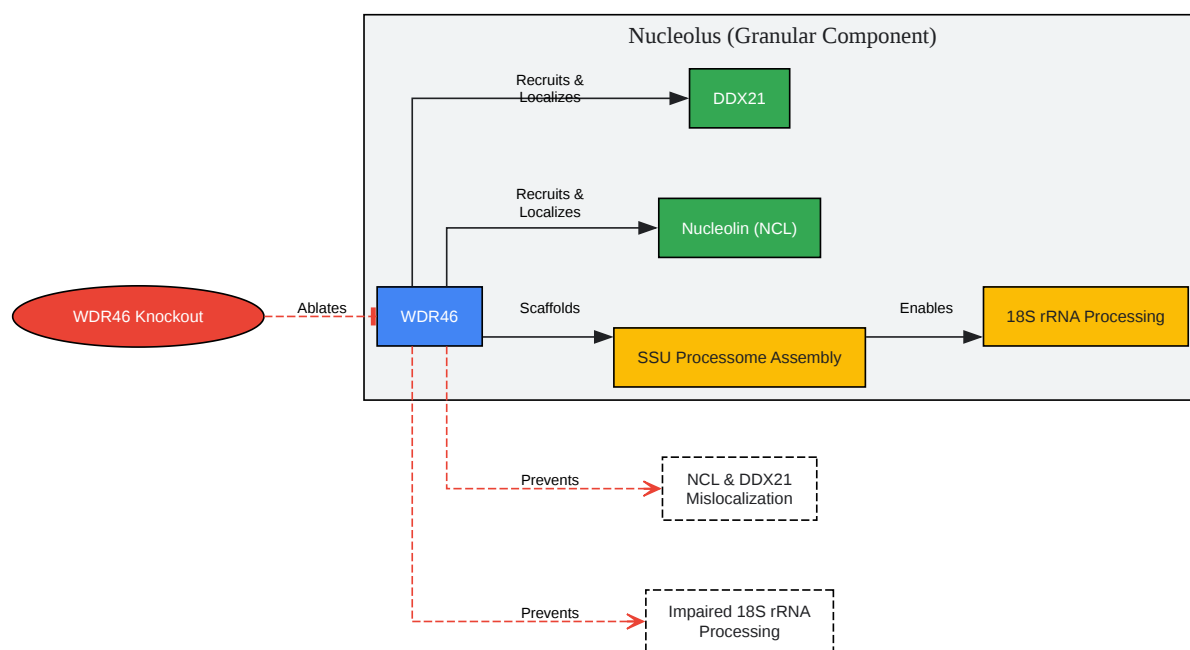 Nucleolus (Granular Component)
Recruits &
Localizes
DDX21
Recruits &
Localizes
Nucleolin (NCL)
WDR46 Knockout
Ablates
WDR46
Scaffolds
SSU Processome Assembly
Enables
18S rRNA Processing
Prevents
NCL & DDX21
Mislocalization
Prevents
Impaired 18S rRNA
Processing